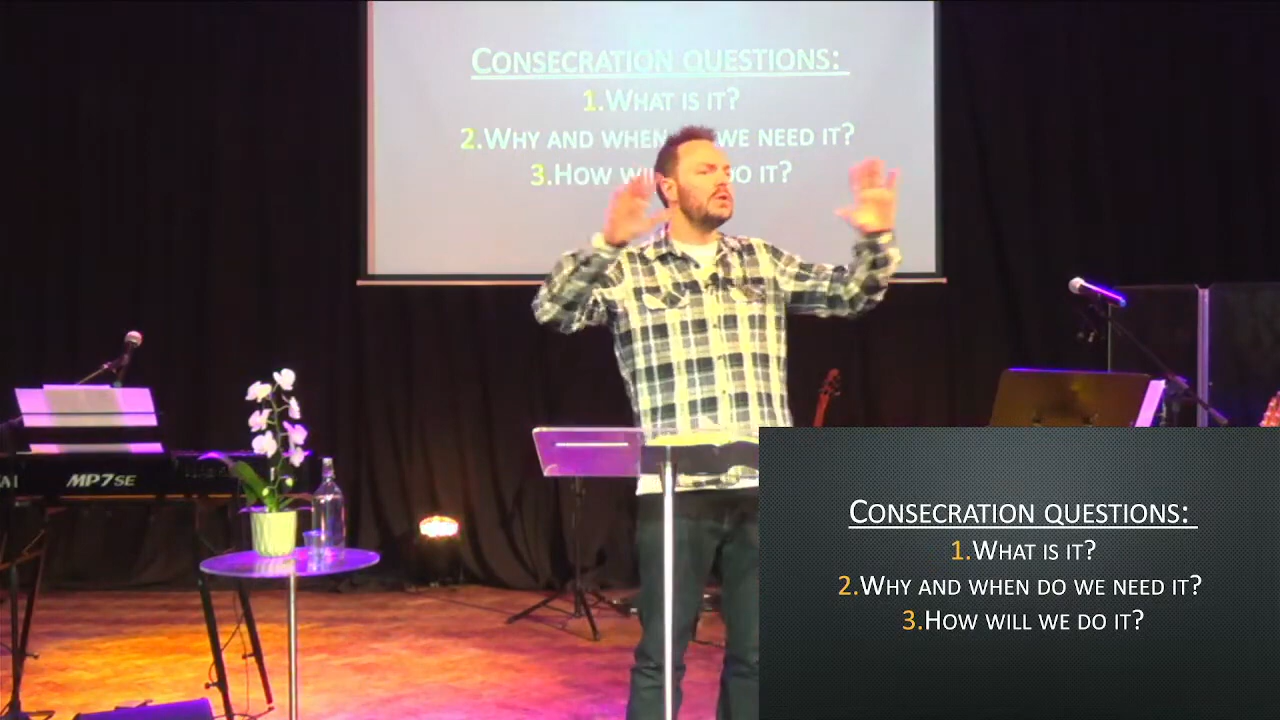 CONSECRATION QUESTIONS:
1.WHAT IS IT?
2.WHY AND WHEN WE NEED IT?
3.HOW DO IT?
MP7SE
CONSECRATION QUESTIONS:
1.WHAT IS IT?
2.WHY AND WHEN DO WE NEED IT?
3.HOW WILL WE DO IT?